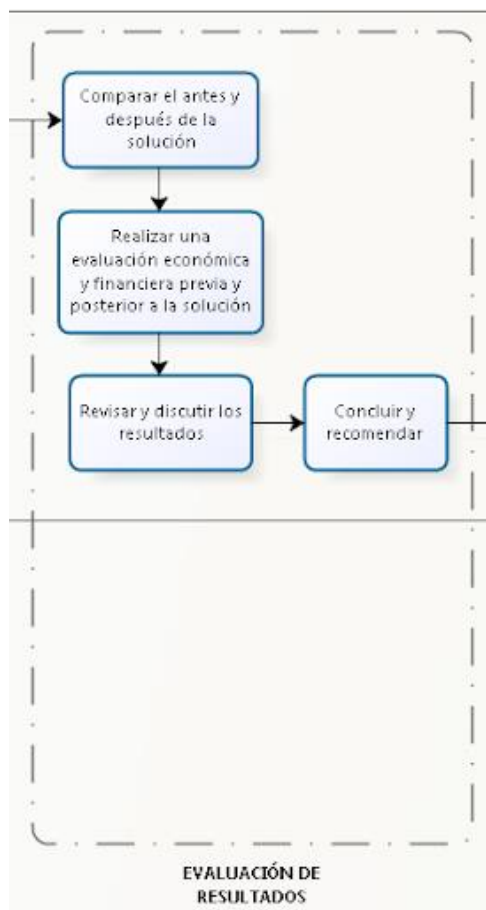 Comparar el antes y
después de la
solución
Realizar una
evaluación económica
y financiera previa y
posterior a la solución
Revisar y discutir los
resultados
Concluir y
recomendar
EVALUACIÓN DE
RESULTADOS